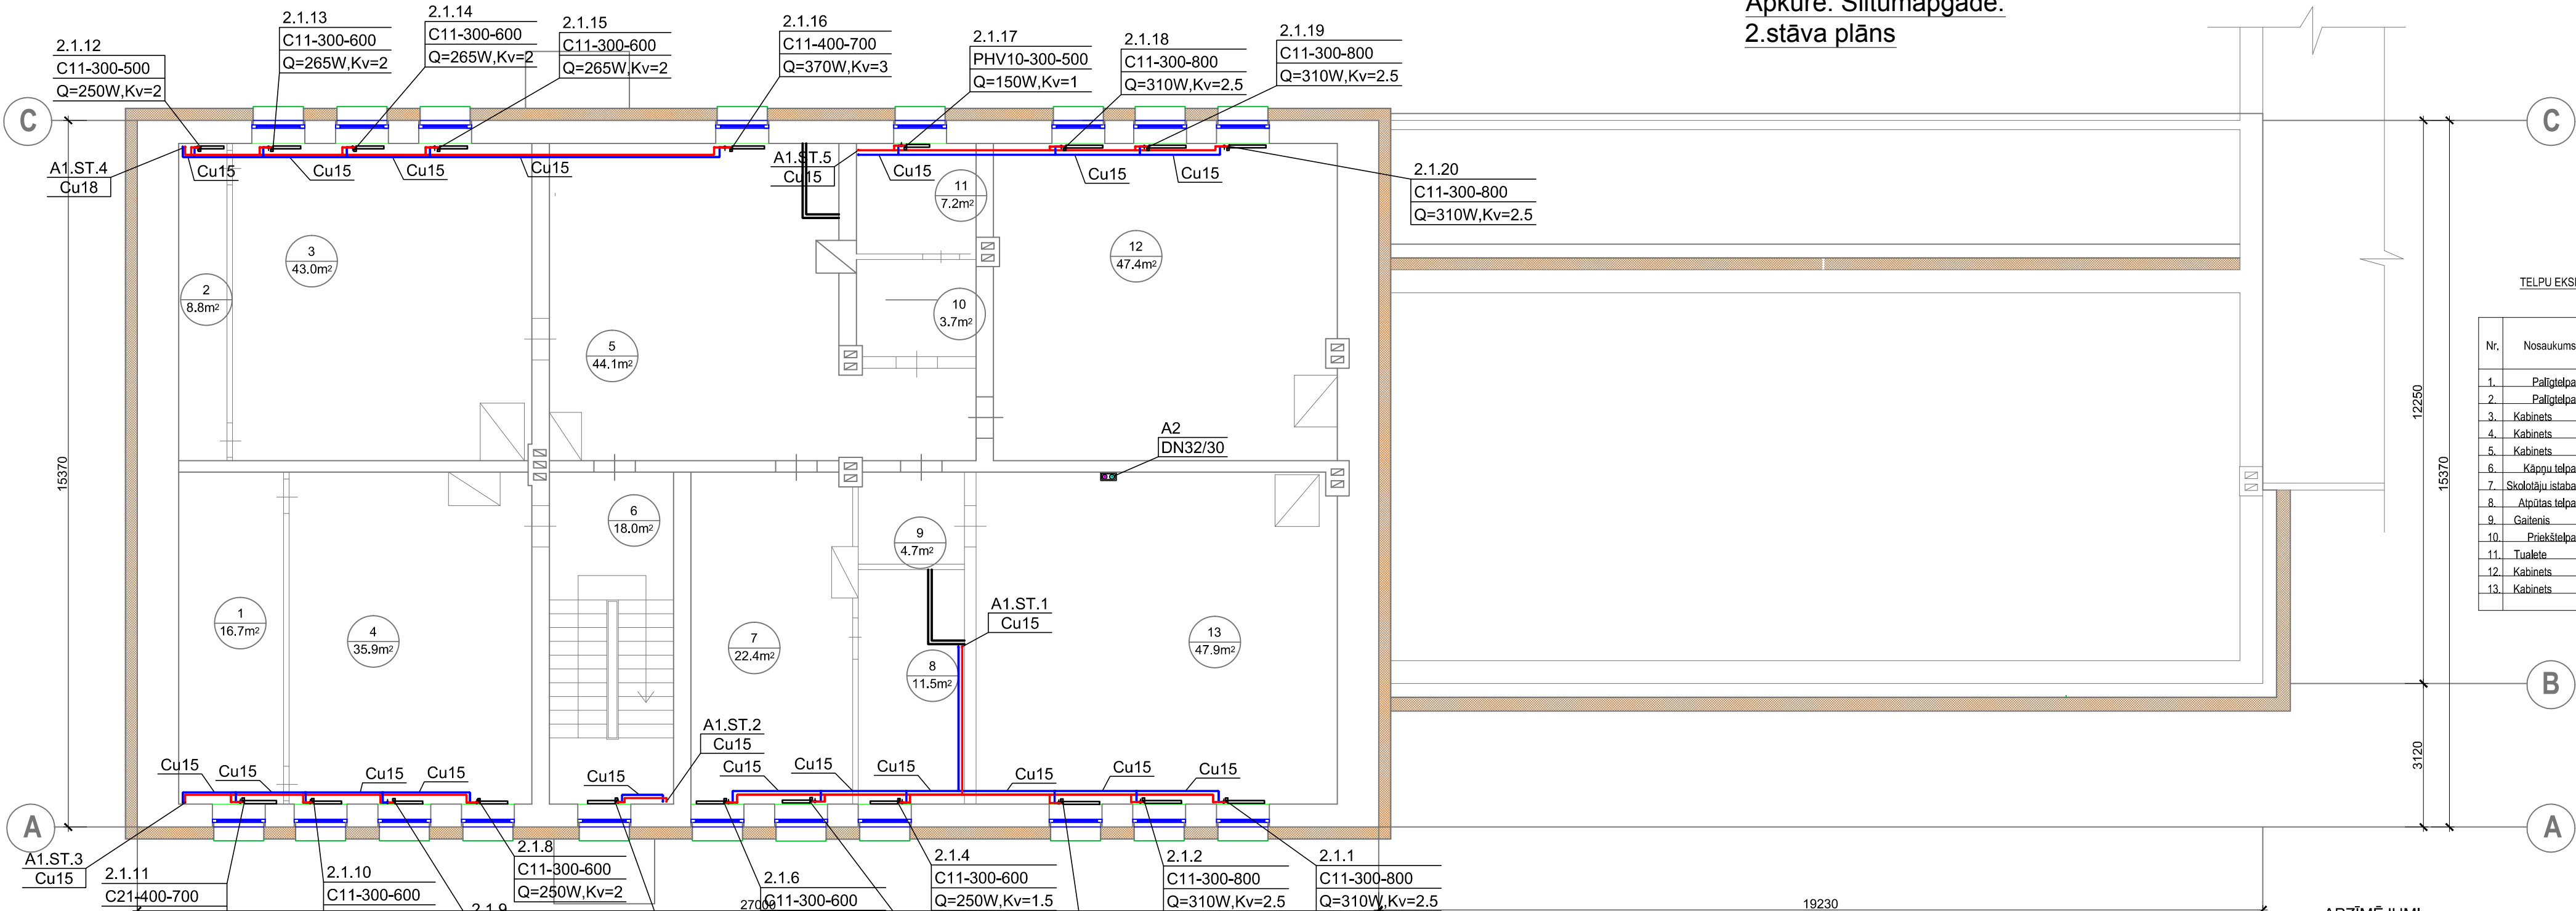 Apkure. Siltumapgāde.
2.stāva plāns
2.1.12
C11-300-500
Q=250W,Kv=2
2.1.13
C11-300-600
Q=265W,Kv=2
2.1.14
C11-300-600
Q=265W,Kv=2
2.1.15
C11-300-600
Q=265W,Kv=2
2.1.16
C11-400-700
Q=370W,Kv=3
2.1.17
PHV10-300-500
Q=150W,Kv=1
2.1.18
C11-300-800
Q=310W,Kv=2.5
2.1.19
C11-300-800
Q=310W,Kv=2.5
2.1.20
C11-300-800
Q=310W,Kv=2.5
C
C
A1.ST.4
Cu18
Cu15
Cu15
Cu15
Cu15
A1.ST.5
Cu15
Cu15
Cu15
Cu15
11
7.2m²
3
43.0m²
12
47.4m²
2
8.8m²
10
3.7m²
5
44.1m²
A2
DN32/30
6
18.0m²
9
4.7m²
1
16.7m²
4
35.9m²
7
22.4m²
8
11.5m²
13
47.9m²
A1.ST.1
Cu15
A1.ST.2
Cu15
15370
12250
15370
3120
TELPU EKS
Nr.
Nosaukums
1. Palīgtelpa
2. Palīgtelpa
3. Kabinets
4. Kabinets
5. Kabinets
6. Kāpņu telpa
7. Skolotāju istaba
8. Atpūtas telpa
9. Gaitenis
10. Priekštelpa
11. Tualete
12. Kabinets
13. Kabinets
B
Cu15
Cu15
Cu15
Cu15
Cu15
Cu15
Cu15
Cu15
Cu15
Cu15
Cu15
A
A
A1.ST.3
Cu15
2.1.11
C21-400-700
2.1.10
C11-300-600
2.1.9
2.1.8
C11-300-600
Q=250W,Kv=2
2.1.6
C11-300-600
2.1.4
C11-300-600
Q=250W,Kv=1.5
2.1.2
C11-300-800
Q=310W,Kv=2.5
2.1.1
C11-300-800
Q=310W,Kv=2.5
27000
19230
APZĪMĒJUMI